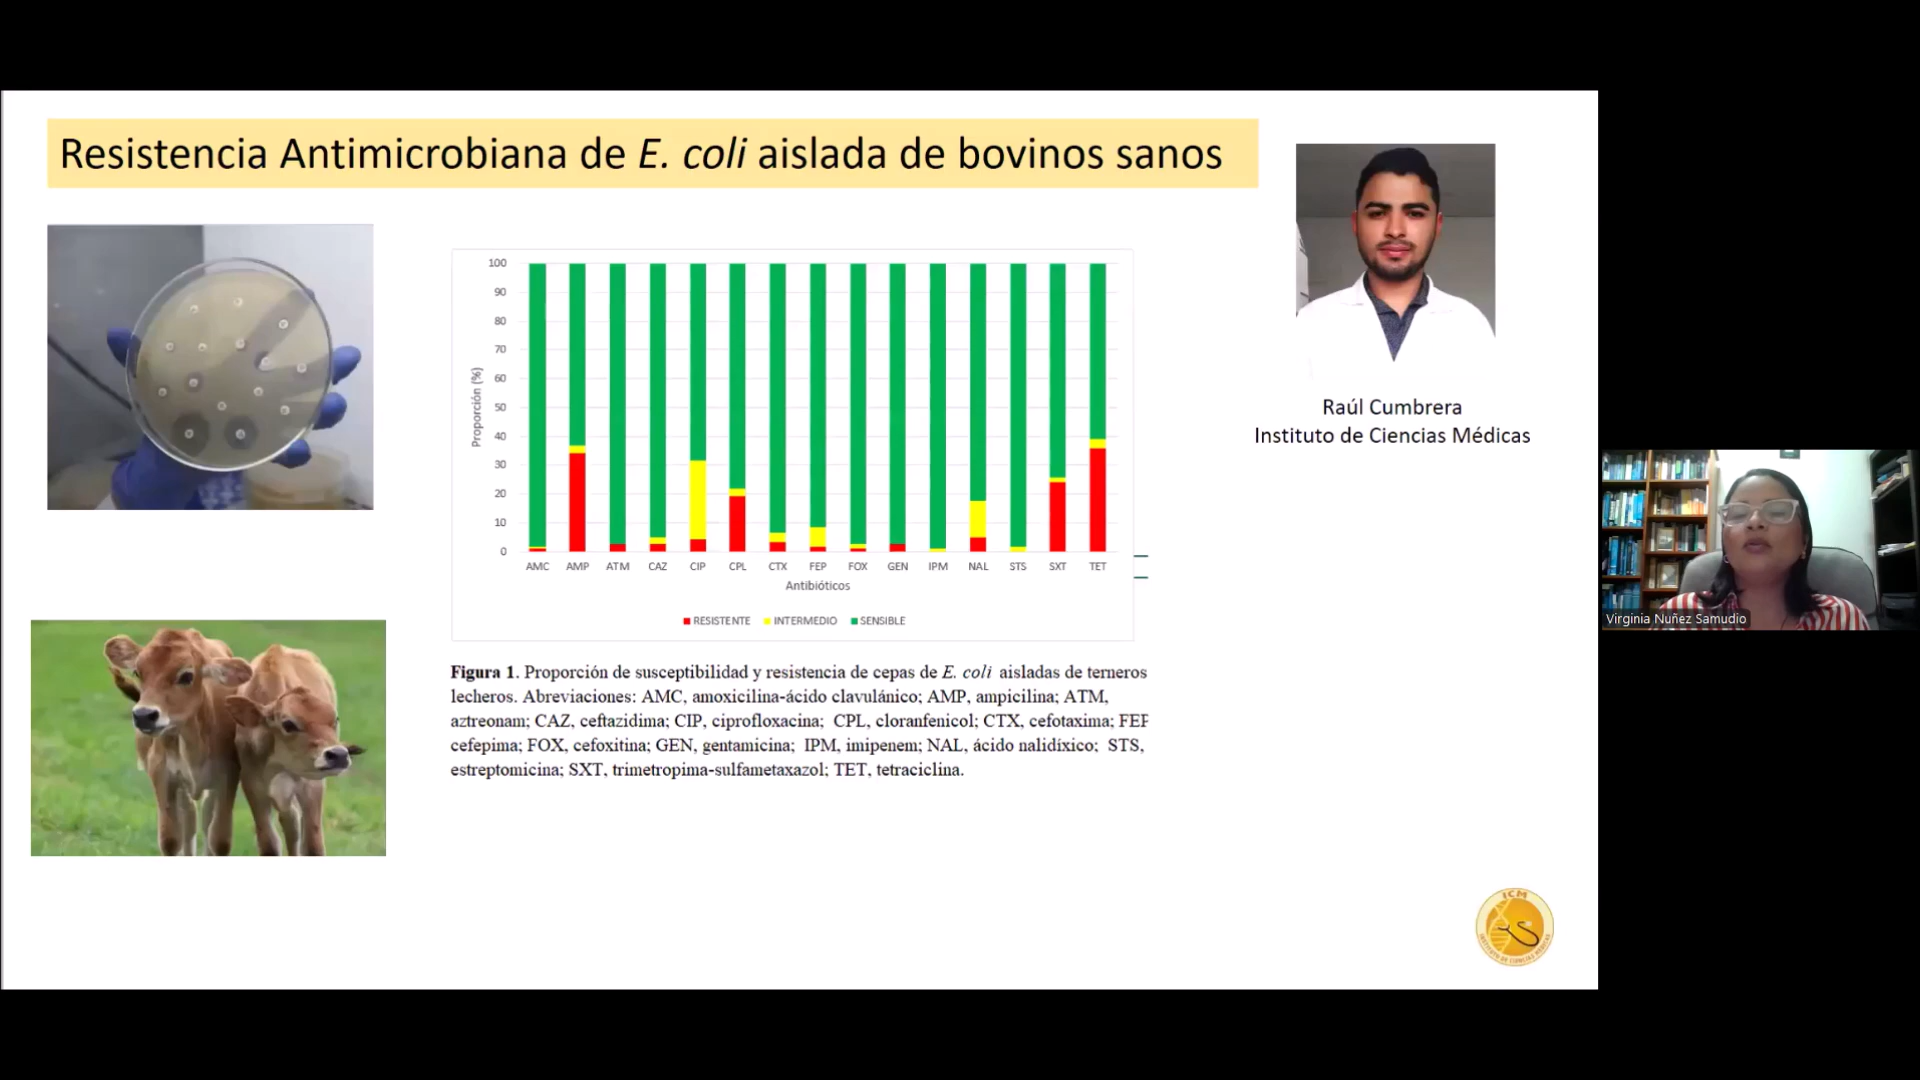 Resistencia Antimicrobiana de E. coli aislada de bovinos sanos
100
90
80
70
60
50
40
30
20
10
0
Proporción (%)
AMC AMP ATM CAZ CIP CPL CTX FEP FOX GEN IPM NAL STS SXT TET
Antibióticos
RESISTENTE INTERMEDIO SENSIBLE
Figura 1. Proporción de susceptibilidad y resistencia de cepas de E. coli aisladas de terneros
lecheros. Abreviaciones: AMC, amoxicilina-ácido clavulánico; AMP, ampicilina; ATM,
aztreonam; CAZ, ceftazidima; CIP, ciprofloxacina; CPL, cloranfenicol; CTX, cefotaxima; FEF
cefepima; FOX, cefoxitina; GEN, gentamicina; IPM, imipenem; NAL, ácido nalidíxico; STS,
estreptomicina; SXT, trimetropima-sulfametaxazol; TET, tetraciclina.
Raúl Cumbrera
Instituto de Ciencias Médicas
Virginia Nuñez Samudio
ICM
INSTITUTO DE CIENCIAS MÉDICAS